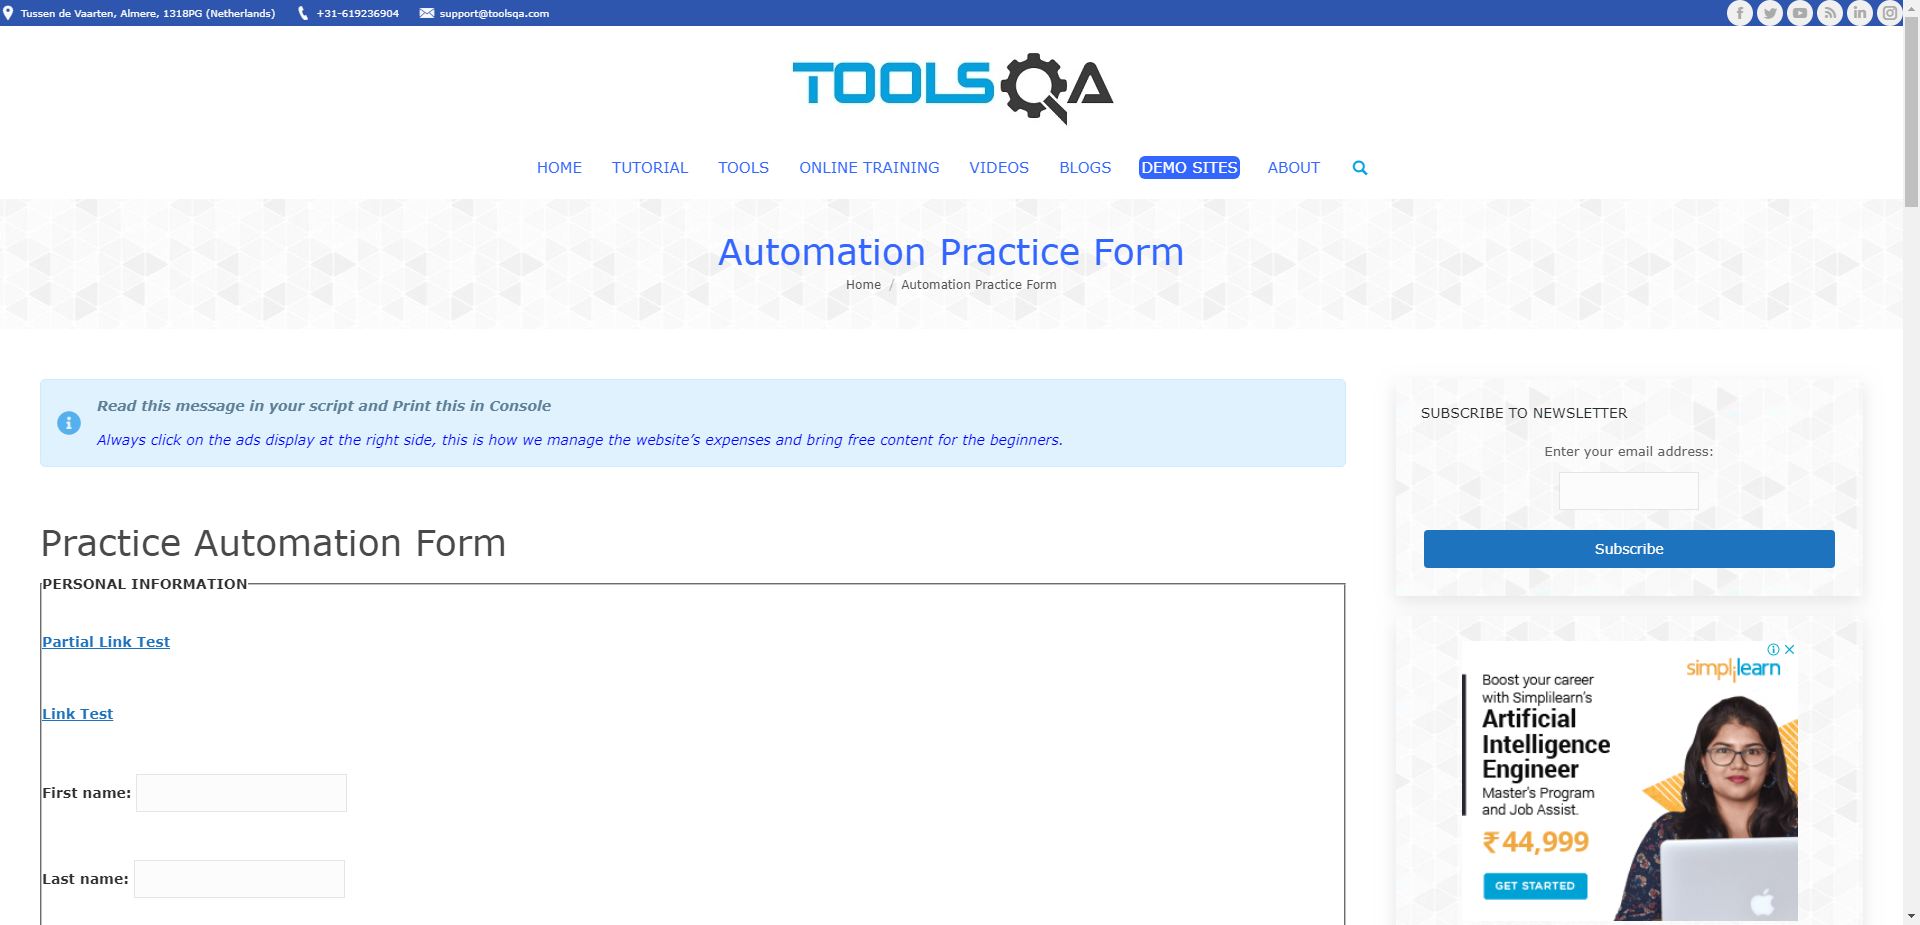 Tussen de Vaarten, Almere, 1318PG (Netherlands) +31-619236904 support@toolsqa.com
TOOLSQA
HOME TUTORIAL TOOLS ONLINE TRAINING VIDEOS BLOGS DEMO SITES ABOUT
Automation Practice Form
Home / Automation Practice Form
Read this message in your script and Print this in Console
Always click on the ads display at the right side, this is how we manage the website’s expenses and bring free content for the beginners.
Practice Automation Form
PERSONAL INFORMATION
Partial Link Test
Link Test
First name:
Last name:
SUBSCRIBE TO NEWSLETTER
Enter your email address:
Subscribe
simplilearn
Boost your career
with Simplilearn’s
Artificial
Intelligence
Engineer
Master’s Program
and Job Assist.
₹44,999
GET STARTED